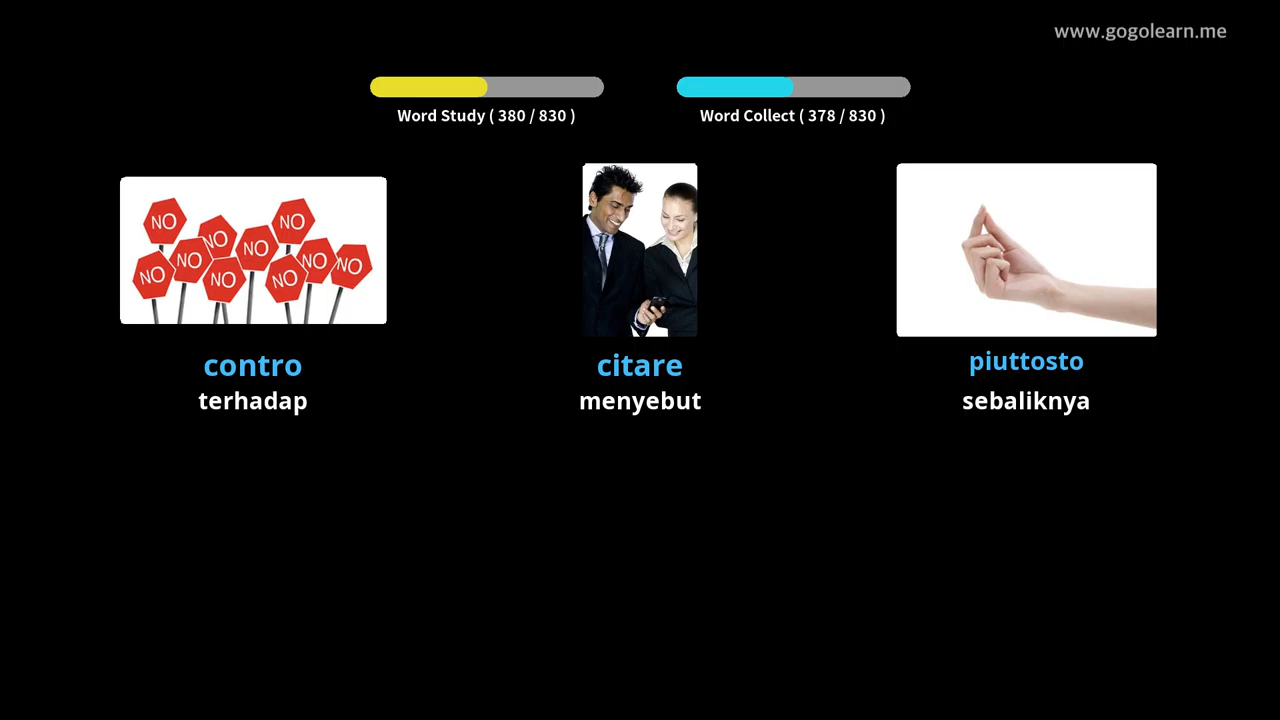 www.gogolearn.me
Word Study ( 380 / 830 )
Word Collect ( 378 / 830 )
NO
NO
NO
NO
NO
NO
NO
NO
NO
NO
contro
citare
piuttosto
terhadap
menyebut
sebaliknya